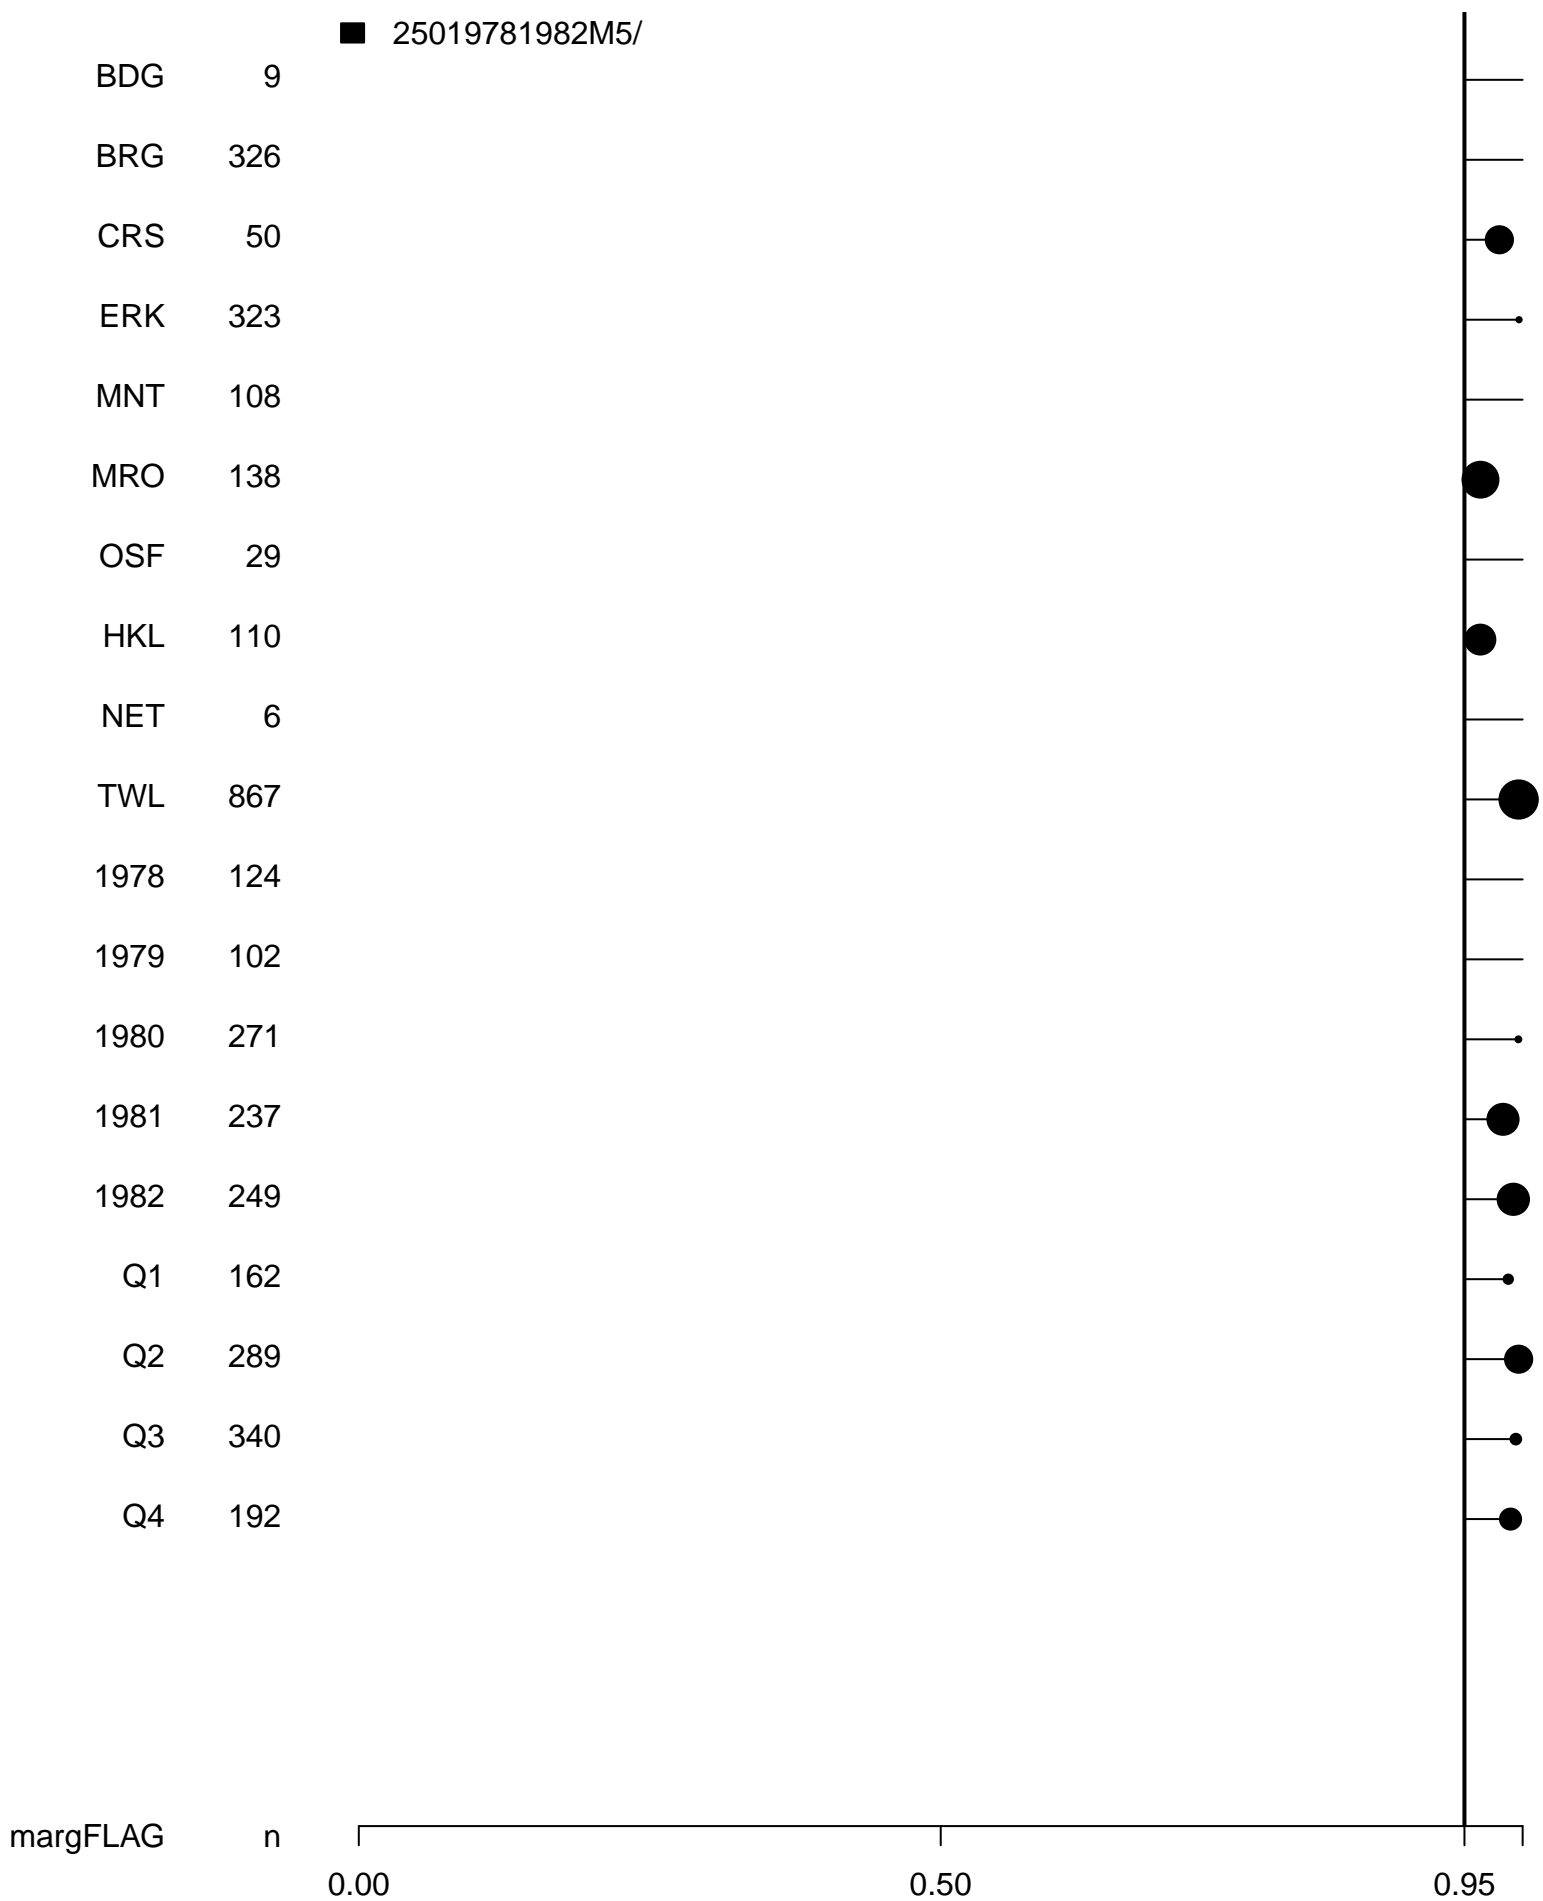 25019781982M5/
BDG 9
BRG 326
CRS 50
ERK 323
MNT 108
MRO 138
OSF 29
HKL 110
NET 6
TWL 867
1978 124
1979 102
1980 271
1981 237
1982 249
Q1 162
Q2 289
Q3 340
Q4 192
margFLAG n
0.00 0.50 0.95